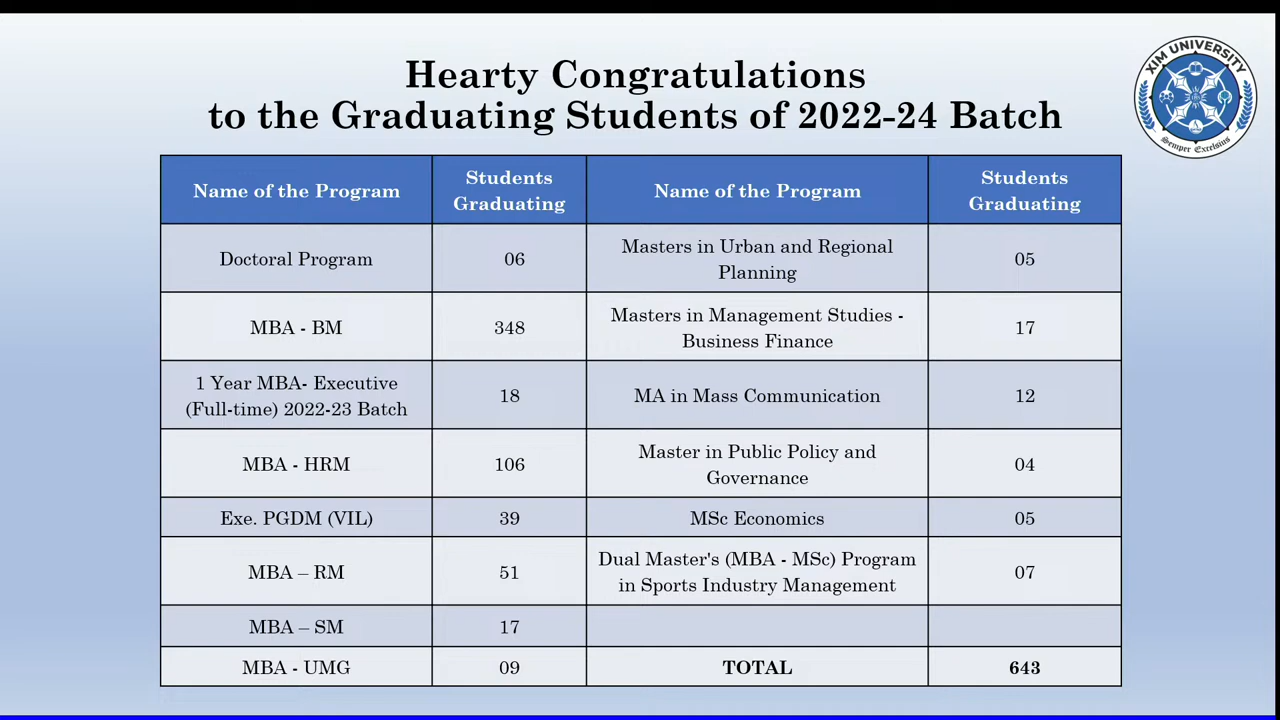 Hearty Congratulations
to the Graduating Students of 2022-24 Batch
XIM UNIVERSITY
Semper Excelsius
Name of the Program
Students
Graduating
Name of the Program
Students
Graduating
Doctoral Program
06
Masters in Urban and Regional
Planning
05
MBA - BM
348
Masters in Management Studies -
Business Finance
17
1 Year MBA- Executive
(Full-time) 2022-23 Batch
18
MA in Mass Communication
12
MBA - HRM
106
Master in Public Policy and
Governance
04
Exe. PGDM (VIL)
39
MSc Economics
05
MBA – RM
51
Dual Master's (MBA - MSc) Program
in Sports Industry Management
07
MBA – SM
17
MBA - UMG
09
TOTAL
643